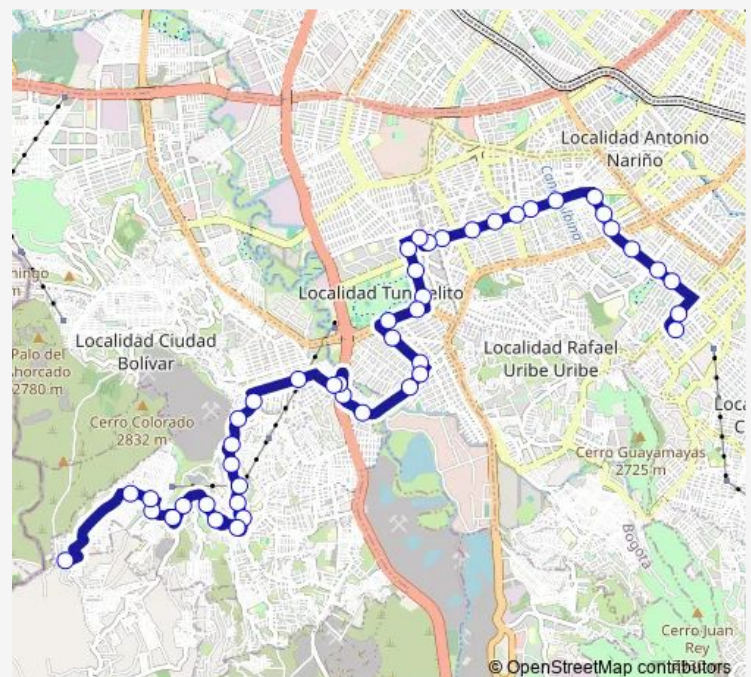 Localidad Antonio
Nariño
Localidad Tunjuelito
Localidad Ciudad
Bolívar
Palo del
2780 m
Cerro Colorado
2832 m
Localidad Rafael
Uribe Uribe
Cerro Guayamayas
2725 m
Bogota
Cerro Juan
Rey
© OpenStreetMap contributors